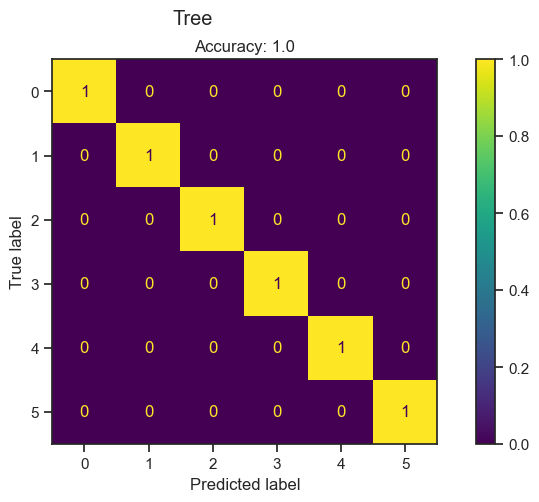 Tree
Accuracy: 1.0
1.0
0 1 0 0 0 0 0
0.8
1 0 1 0 0 0 0
True label
2 0 0 1 0 0 0
0.6
3 0 0 0 1 0 0
0.4
4 0 0 0 0 1 0
0.2
5 0 0 0 0 0 1
0.0
0 1 2 3 4 5
Predicted label